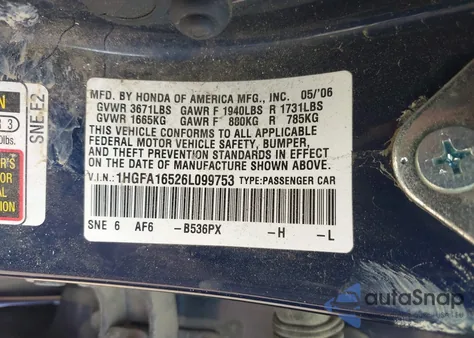 MFD. BY HONDA OF AMERICA MFG., INC. 05/'06
GVWR 3671LBS GAWR F 1940LBS R 1731LBS
GVWR 1665KG GAWR F 880KG R 785KG
THIS VEHICLE CONFORMS TO ALL APPLICABLE
FEDERAL MOTOR VEHICLE SAFETY, BUMPER,
AND THEFT PREVENTION STANDARDS IN EFFECT
ON THE DATE OF MANUFACTURE SHOWN ABOVE.
V.I.N.:1HGFA16526L099753 TYPE:PASSENGER CAR
SNE 6 AF6 -B536PX -H -L
SNE-E2
autoSnap